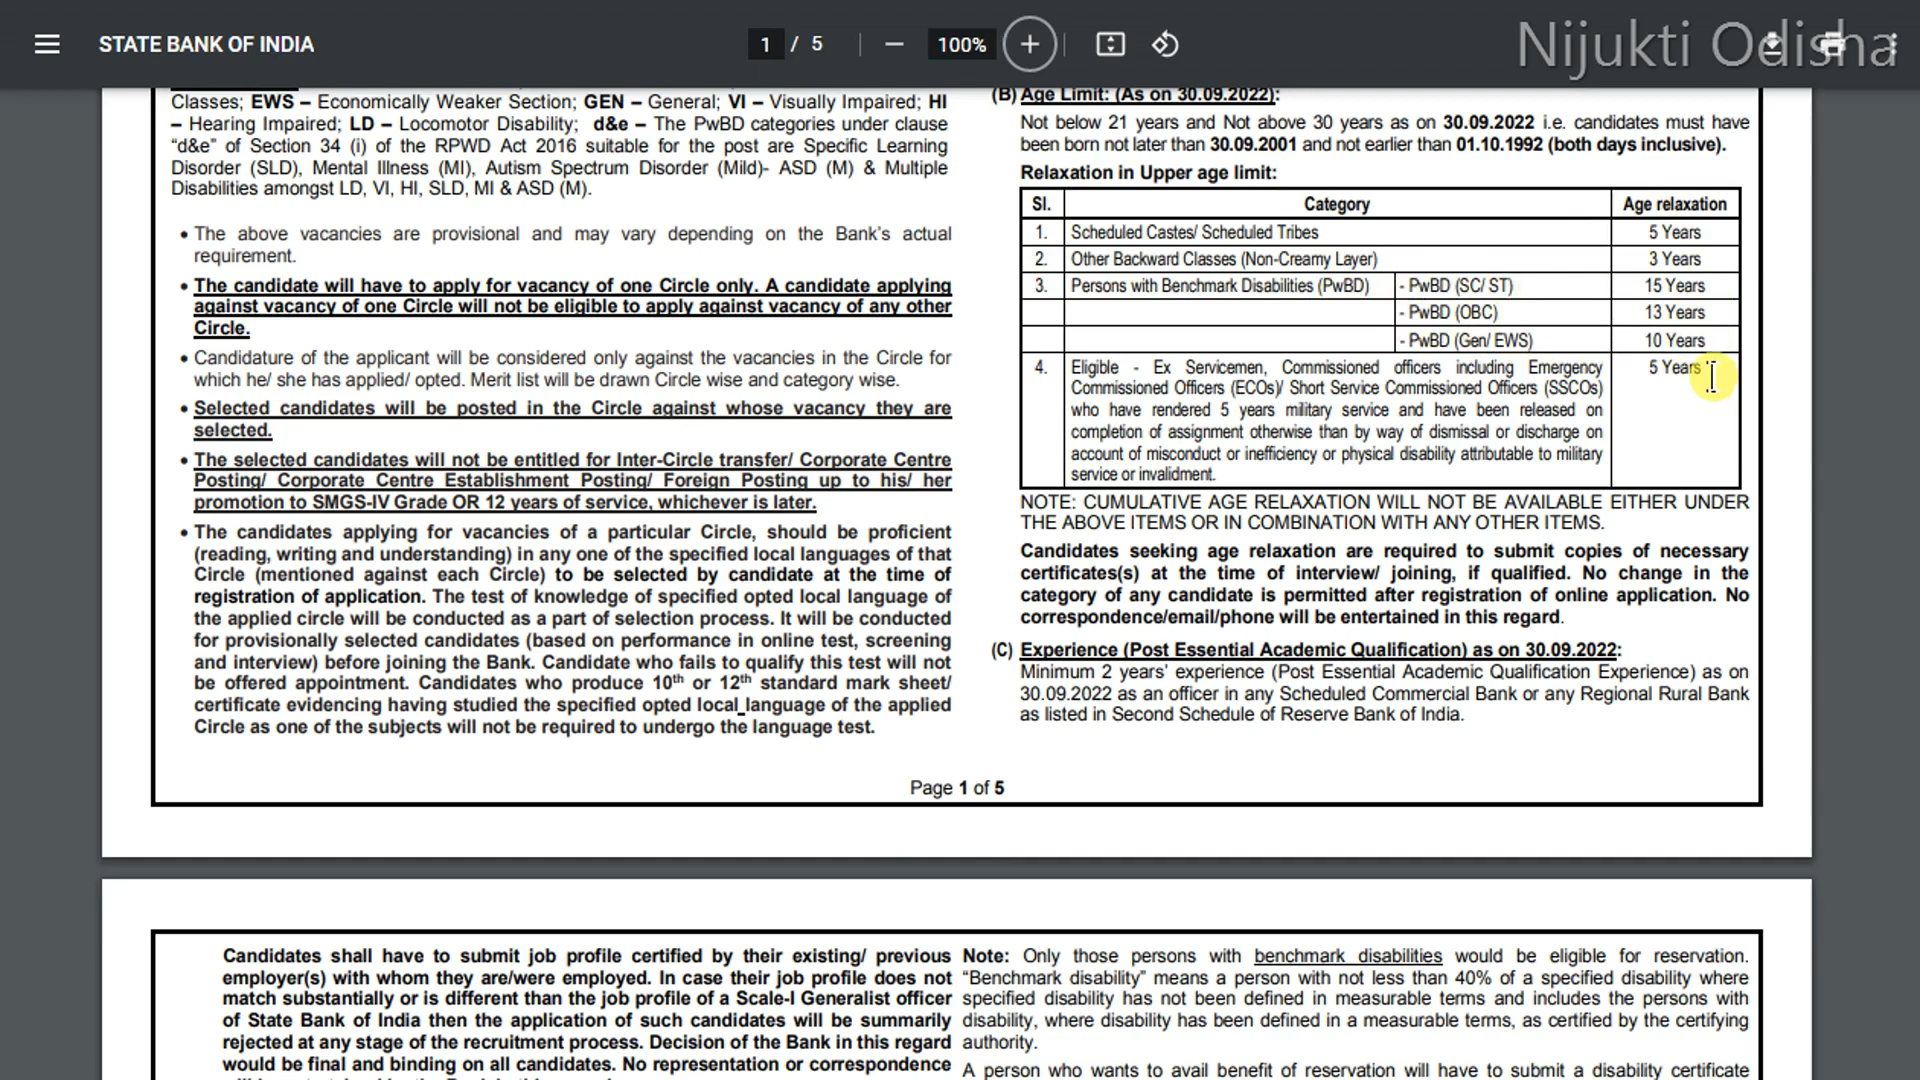 STATE BANK OF INDIA
1 / 5
100%
Nijukti Odisha
Classes; EWS – Economically Weaker Section; GEN – General; VI – Visually Impaired; HI
– Hearing Impaired; LD – Locomotor Disability; d&e – The PwBD categories under clause
“d&e” of Section 34 (i) of the RPWD Act 2016 suitable for the post are Specific Learning
Disorder (SLD), Mental Illness (MI), Autism Spectrum Disorder (Mild)- ASD (M) & Multiple
Disabilities amongst LD, VI, HI, SLD, MI & ASD (M).
• The above vacancies are provisional and may vary depending on the Bank’s actual
requirement.
• The candidate will have to apply for vacancy of one Circle only. A candidate applying
against vacancy of one Circle will not be eligible to apply against vacancy of any other
Circle.
• Candidature of the applicant will be considered only against the vacancies in the Circle for
which he/ she has applied/ opted. Merit list will be drawn Circle wise and category wise.
• Selected candidates will be posted in the Circle against whose vacancy they are
selected.
• The selected candidates will not be entitled for Inter-Circle transfer/ Corporate Centre
Posting/ Corporate Centre Establishment Posting/ Foreign Posting up to his/ her
promotion to SMGS-IV Grade OR 12 years of service, whichever is later.
• The candidates applying for vacancies of a particular Circle, should be proficient
(reading, writing and understanding) in any one of the specified local languages of that
Circle (mentioned against each Circle) to be selected by candidate at the time of
registration of application. The test of knowledge of specified opted local language of
the applied circle will be conducted as a part of selection process. It will be conducted
for provisionally selected candidates (based on performance in online test, screening
and interview) before joining the Bank. Candidate who fails to qualify this test will not
be offered appointment. Candidates who produce 10th or 12th standard mark sheet/
certificate evidencing having studied the specified opted local language of the applied
Circle as one of the subjects will not be required to undergo the language test.
(B) Age Limit: (As on 30.09.2022):
Not below 21 years and Not above 30 years as on 30.09.2022 i.e. candidates must have
been born not later than 30.09.2001 and not earlier than 01.10.1992 (both days inclusive).
Relaxation in Upper age limit:
Sl. Category Age relaxation
1. Scheduled Castes/ Scheduled Tribes 5 Years
2. Other Backward Classes (Non-Creamy Layer) 3 Years
3. Persons with Benchmark Disabilities (PwBD) - PwBD (SC/ ST) 15 Years
- PwBD (OBC) 13 Years
- PwBD (Gen/ EWS) 10 Years
4. Eligible - Ex Servicemen, Commissioned officers including Emergency 5 Years
Commissioned Officers (ECOs)/ Short Service Commissioned Officers (SSCOs)
who have rendered 5 years military service and have been released on
completion of assignment otherwise than by way of dismissal or discharge on
account of misconduct or inefficiency or physical disability attributable to military
service or invalidment.
NOTE: CUMULATIVE AGE RELAXATION WILL NOT BE AVAILABLE EITHER UNDER
THE ABOVE ITEMS OR IN COMBINATION WITH ANY OTHER ITEMS.
Candidates seeking age relaxation are required to submit copies of necessary
certificates(s) at the time of interview/ joining, if qualified. No change in the
category of any candidate is permitted after registration of online application. No
correspondence/email/phone will be entertained in this regard.
(C) Experience (Post Essential Academic Qualification) as on 30.09.2022:
Minimum 2 years’ experience (Post Essential Academic Qualification Experience) as on
30.09.2022 as an officer in any Scheduled Commercial Bank or any Regional Rural Bank
as listed in Second Schedule of Reserve Bank of India.
Page 1 of 5
Candidates shall have to submit job profile certified by their existing/ previous
employer(s) with whom they are/were employed. In case their job profile does not
match substantially or is different than the job profile of a Scale-I Generalist officer
of State Bank of India then the application of such candidates will be summarily
rejected at any stage of the recruitment process. Decision of the Bank in this regard
would be final and binding on all candidates. No representation or correspondence
Note: Only those persons with benchmark disabilities would be eligible for reservation.
“Benchmark disability” means a person with not less than 40% of a specified disability where
specified disability has not been defined in measurable terms and includes the persons with
disability, where disability has been defined in a measurable terms, as certified by the certifying
authority.
A person who wants to avail benefit of reservation will have to submit a disability certificate